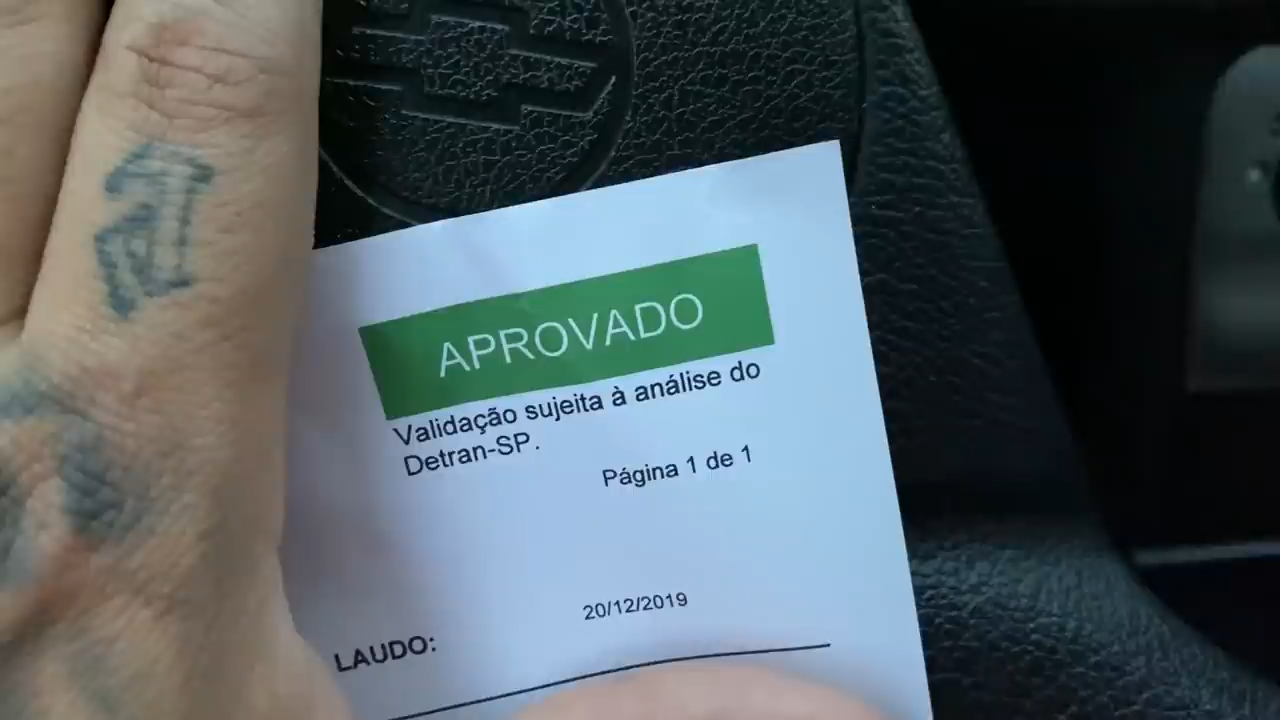 APROVADO
Validação sujeita à análise do
Detran-SP.
Página 1 de 1
20/12/2019
LAUDO: